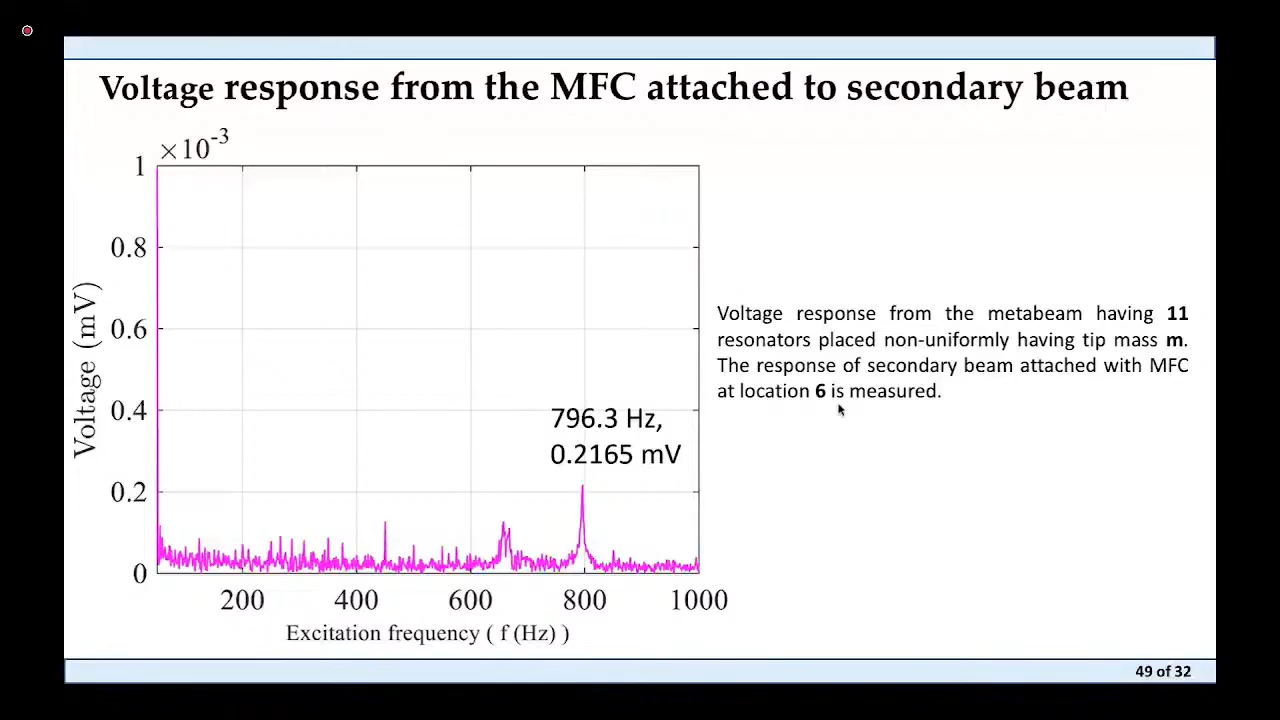 Voltage response from the MFC attached to secondary beam
×10-3
1
0.8
0.6
0.4
0.2
0
Voltage (mV)
796.3 Hz,
0.2165 mV
200 400 600 800 1000
Excitation frequency ( f (Hz) )
Voltage response from the metabeam having 11
resonators placed non-uniformly having tip mass m.
The response of secondary beam attached with MFC
at location 6 is measured.
49 of 32